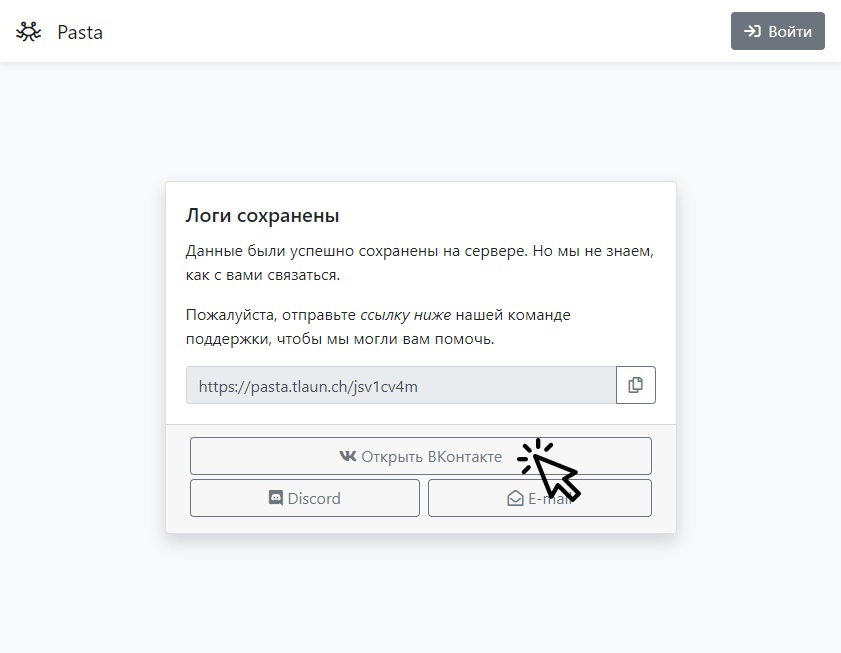 Pasta
Войти
Логи сохранены
Данные были успешно сохранены на сервере. Но мы не знаем,
как с вами связаться.
Пожалуйста, отправьте ссылку ниже нашей команде
поддержки, чтобы мы могли вам помочь.
https://pasta.tlaun.ch/jsv1cv4m
Открыть ВКонтакте
Discord
E-mail